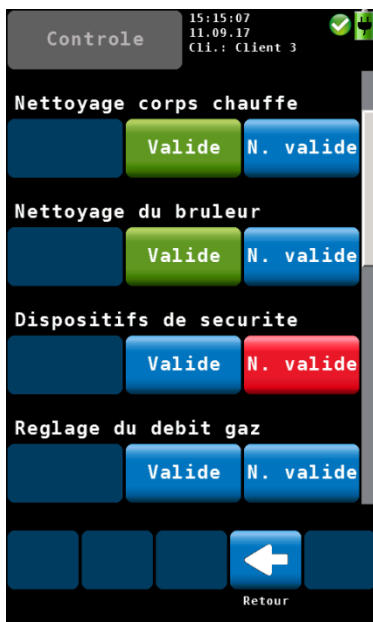 Controle
15:15:07
11.09.17
Cli.: Client 3
Nettoyage corps chauffe
Valide N. valide
Nettoyage du bruleur
Valide N. valide
Dispositifs de securite
Valide N. valide
Reglage du debit gaz
Valide N. valide
Retour